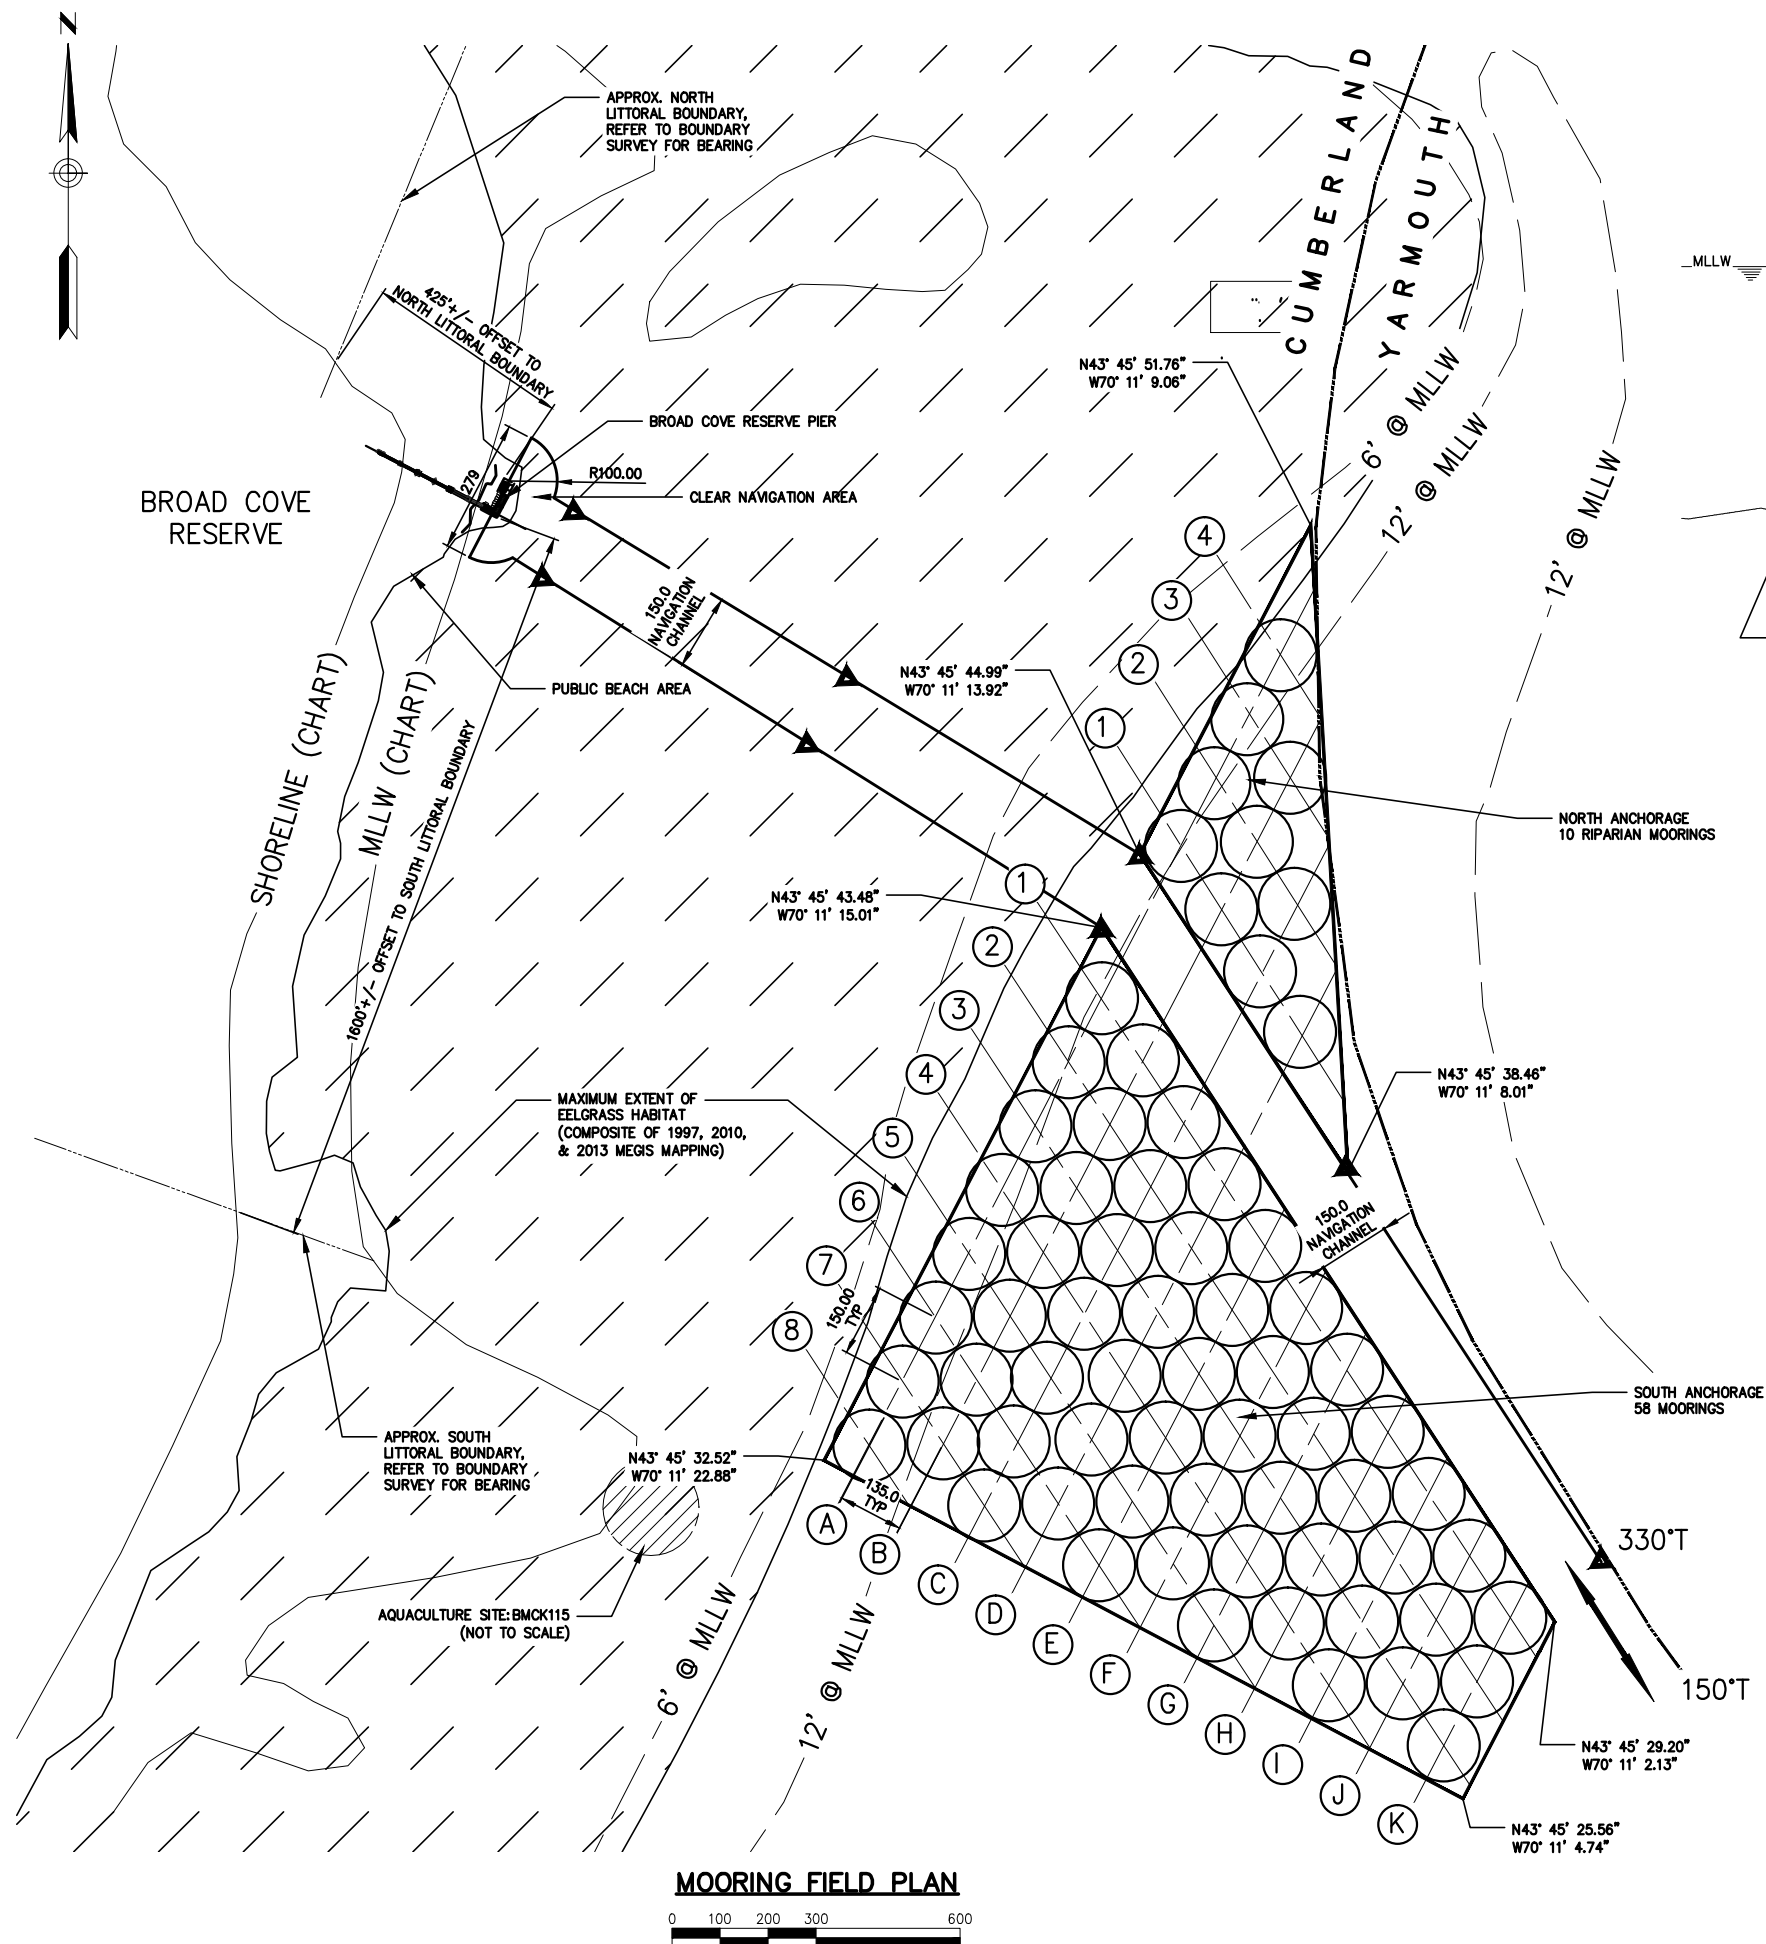 N
APPROX. NORTH
LITTORAL BOUNDARY,
REFER TO BOUNDARY
SURVEY FOR BEARING
CUMBERLAND
YARMOUTH
MLLW
425'+/- OFFSET TO
NORTH LITTORAL BOUNDARY
N43° 45' 51.76"
W70° 11' 9.06"
6' @ MLLW
12' @ MLLW
12' @ MLLW
BROAD COVE RESERVE PIER
279
R100.00
CLEAR NAVIGATION AREA
BROAD COVE
RESERVE
150.0
NAVIGATION
CHANNEL
4
3
2
1
N43° 45' 44.99"
W70° 11' 13.92"
PUBLIC BEACH AREA
SHORELINE (CHART)
MLLW (CHART)
1600'+/- OFFSET TO SOUTH LITTORAL BOUNDARY
NORTH ANCHORAGE
10 RIPARIAN MOORINGS
N43° 45' 43.48"
W70° 11' 15.01"
1
2
3
4
5
6
7
8
N43° 45' 38.46"
W70° 11' 8.01"
MAXIMUM EXTENT OF
EELGRASS HABITAT
(COMPOSITE OF 1997, 2010,
& 2013 MEGIS MAPPING)
150.0
NAVIGATION
CHANNEL
150.00
TYP
SOUTH ANCHORAGE
58 MOORINGS
APPROX. SOUTH
LITTORAL BOUNDARY,
REFER TO BOUNDARY
SURVEY FOR BEARING
N43° 45' 32.52"
W70° 11' 22.88"
135.0
TYP
A
B
C
D
E
F
G
H
I
J
K
330°T
150°T
AQUACULTURE SITE: BMCK115
(NOT TO SCALE)
6' @ MLLW
12' @ MLLW
N43° 45' 29.20"
W70° 11' 2.13"
N43° 45' 25.56"
W70° 11' 4.74"
MOORING FIELD PLAN
0 100 200 300 600